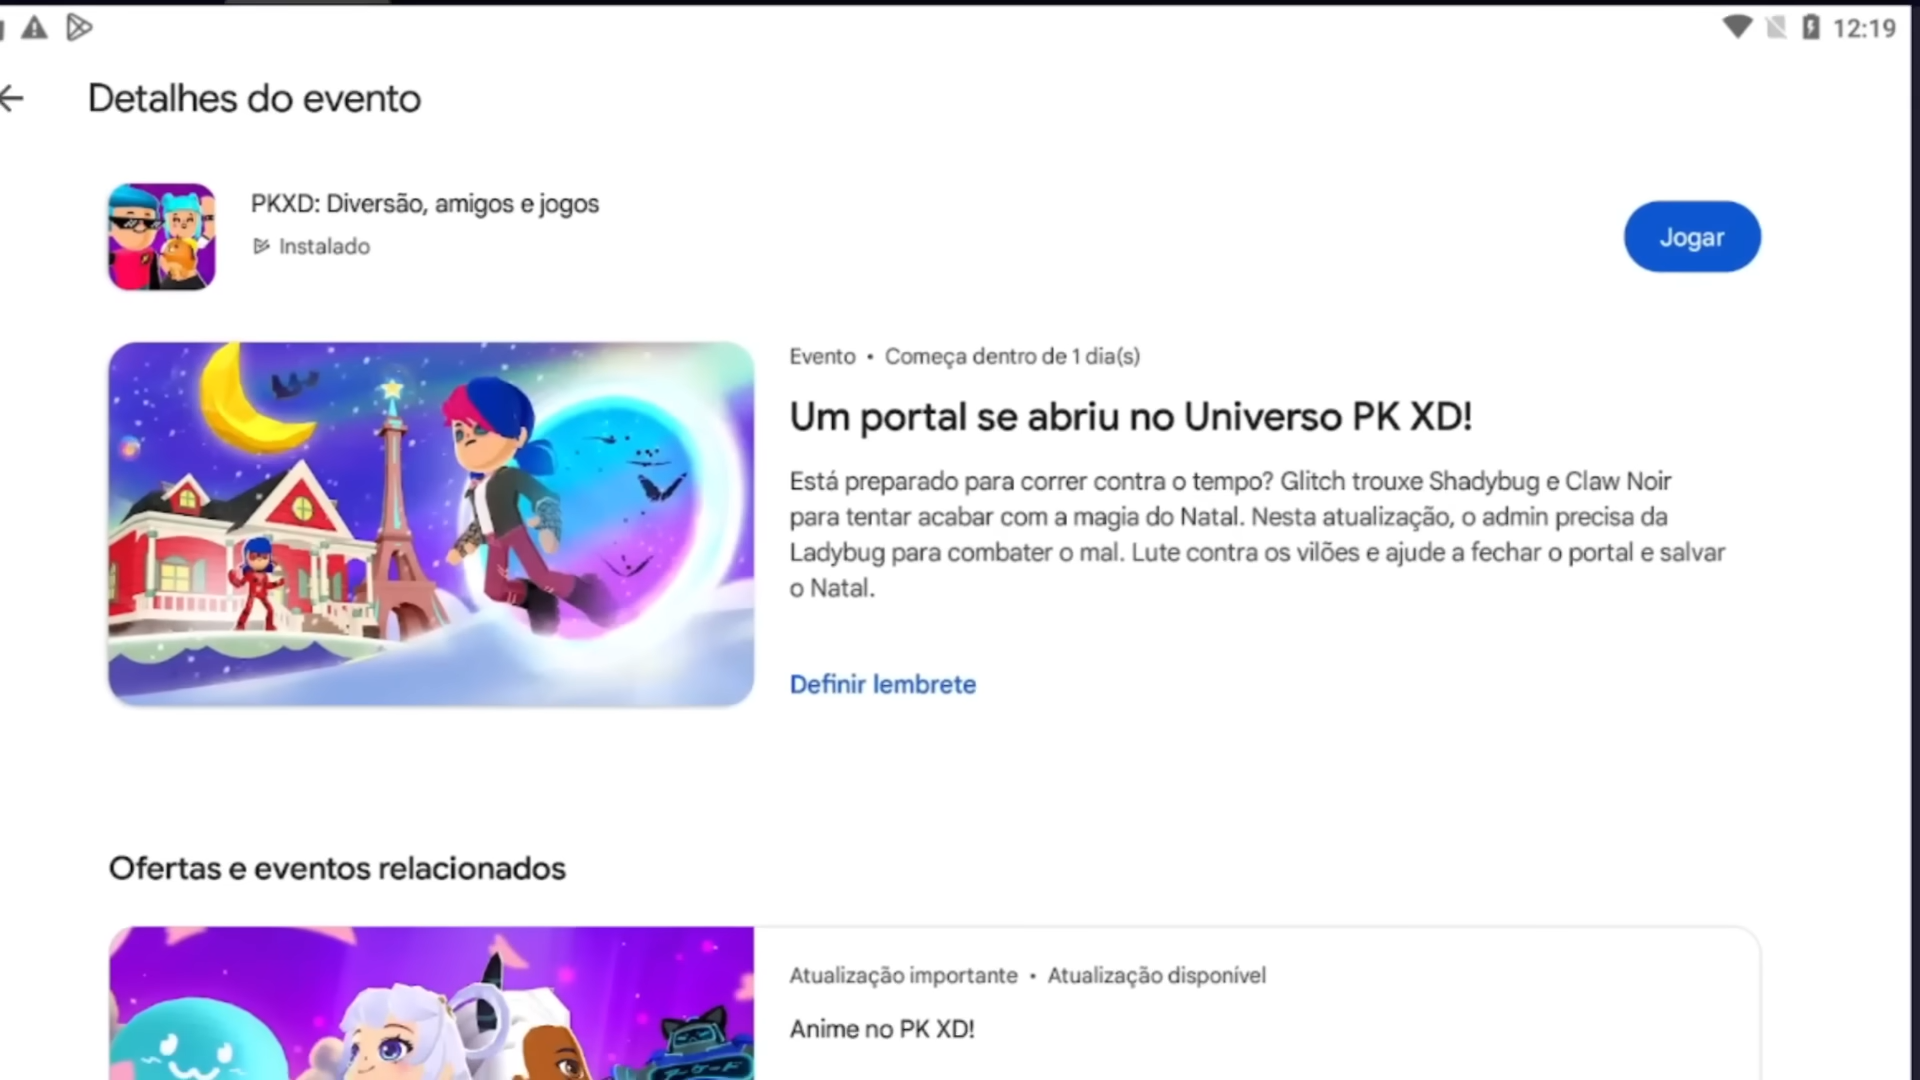 12:19
Detalhes do evento
PKXD: Diversão, amigos e jogos
Instalado
Jogar
Evento • Começa dentro de 1 dia(s)
Um portal se abriu no Universo PK XD!
Está preparado para correr contra o tempo? Glitch trouxe Shadybug e Claw Noir
para tentar acabar com a magia do Natal. Nesta atualização, o admin precisa da
Ladybug para combater o mal. Lute contra os vilões e ajude a fechar o portal e salvar
o Natal.
Definir lembrete
Ofertas e eventos relacionados
Atualização importante • Atualização disponível
Anime no PK XD!